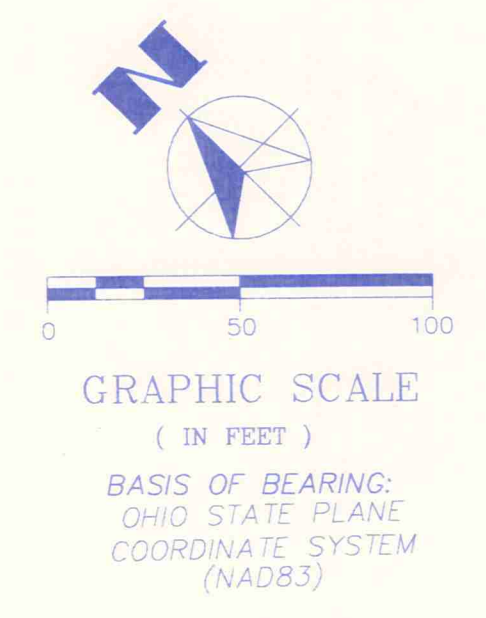 N
0 50 100
GRAPHIC SCALE
( IN FEET )
BASIS OF BEARING:
OHIO STATE PLANE
COORDINATE SYSTEM
(NAD83)